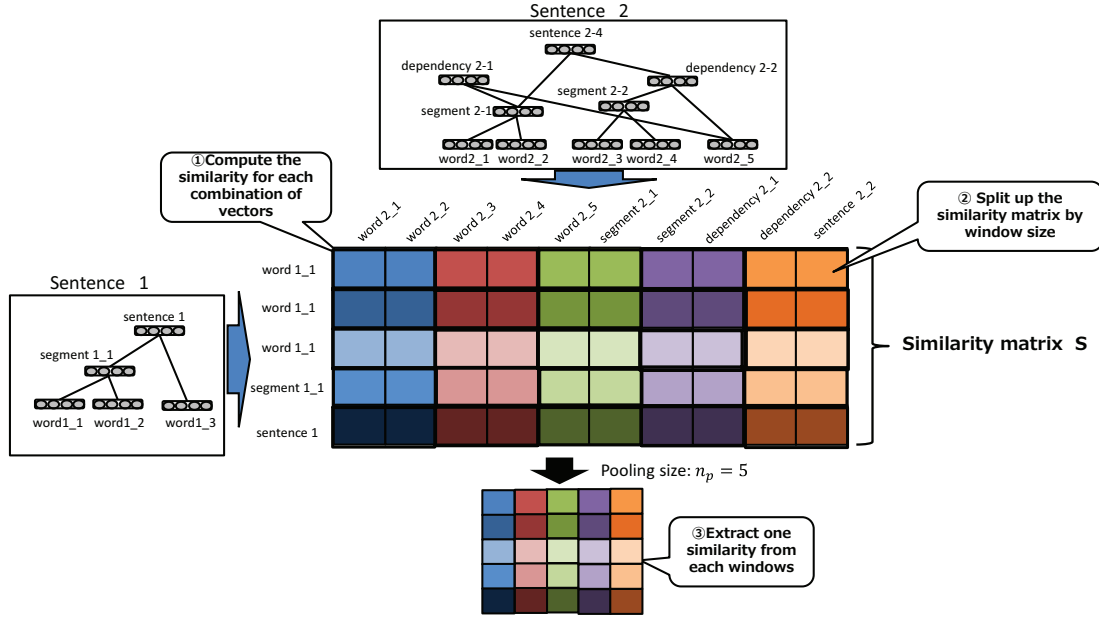 Sentence 2
sentence 2-4
dependency 2-1
dependency 2-2
segment 2-1
segment 2-2
word2_1
word2_2
word2_3
word2_4
word2_5
①Compute the
similarity for each
combination of
vectors
② Split up the
similarity matrix by
window size
word 2_1
word 2_2
word 2_3
word 2_4
word 2_5
segment 2_1
segment 2_2
dependency 2_1
dependency 2_2
sentence 2_2
word 1_1
word 1_1
word 1_1
segment 1_1
sentence 1
Sentence 1
sentence 1
segment 1_1
word1_1
word1_2
word1_3
Similarity matrix S
Pooling size: n_p = 5
③Extract one
similarity from
each windows